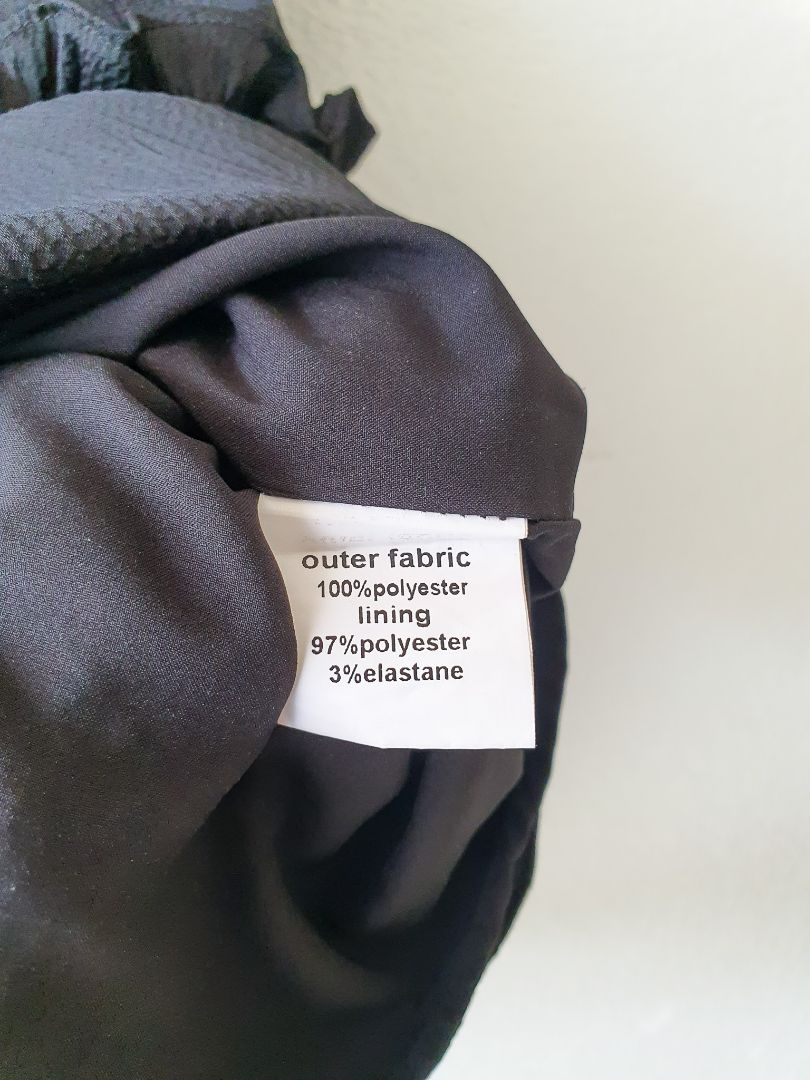 outer fabric
100%polyester
lining
97%polyester
3%elastane